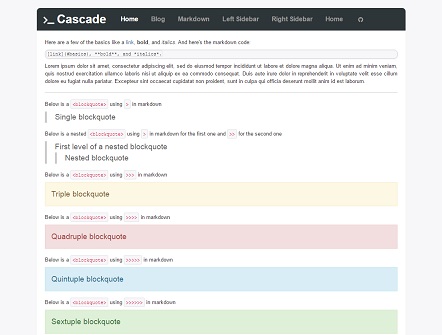 >_ Cascade Home Blog Markdown Left Sidebar Right Sidebar Home
Here are a few of the basics like a link, bold, and italics. And here's the markdown code
[link](#basics), **bold**, and *italics*.
Lorem ipsum dolor sit amet, consectetur adipiscing elit, sed do eiusmod tempor incididunt ut labore et dolore magna aliqua. Ut enim ad minim veniam,
quis nostrud exercitation ullamco laboris nisi ut aliquip ex ea commodo consequat. Duis aute irure dolor in reprehenderit in voluptate velit esse cillum
dolore eu fugiat nulla pariatur. Excepteur sint occaecat cupidatat non proident, sunt in culpa qui officia deserunt mollit anim id est laborum.
Below is a <blockquote> using > in markdown
Single blockquote
Below is a nested <blockquote> using > in markdown for the first one and >> for the second one
First level of a nested blockquote
Nested blockquote
Below is a <blockquote> using >>> in markdown
Triple blockquote
Below is a <blockquote> using >>>> in markdown
Quadruple blockquote
Below is a <blockquote> using >>>>> in markdown
Quintuple blockquote
Below is a <blockquote> using >>>>>> in markdown
Sextuple blockquote